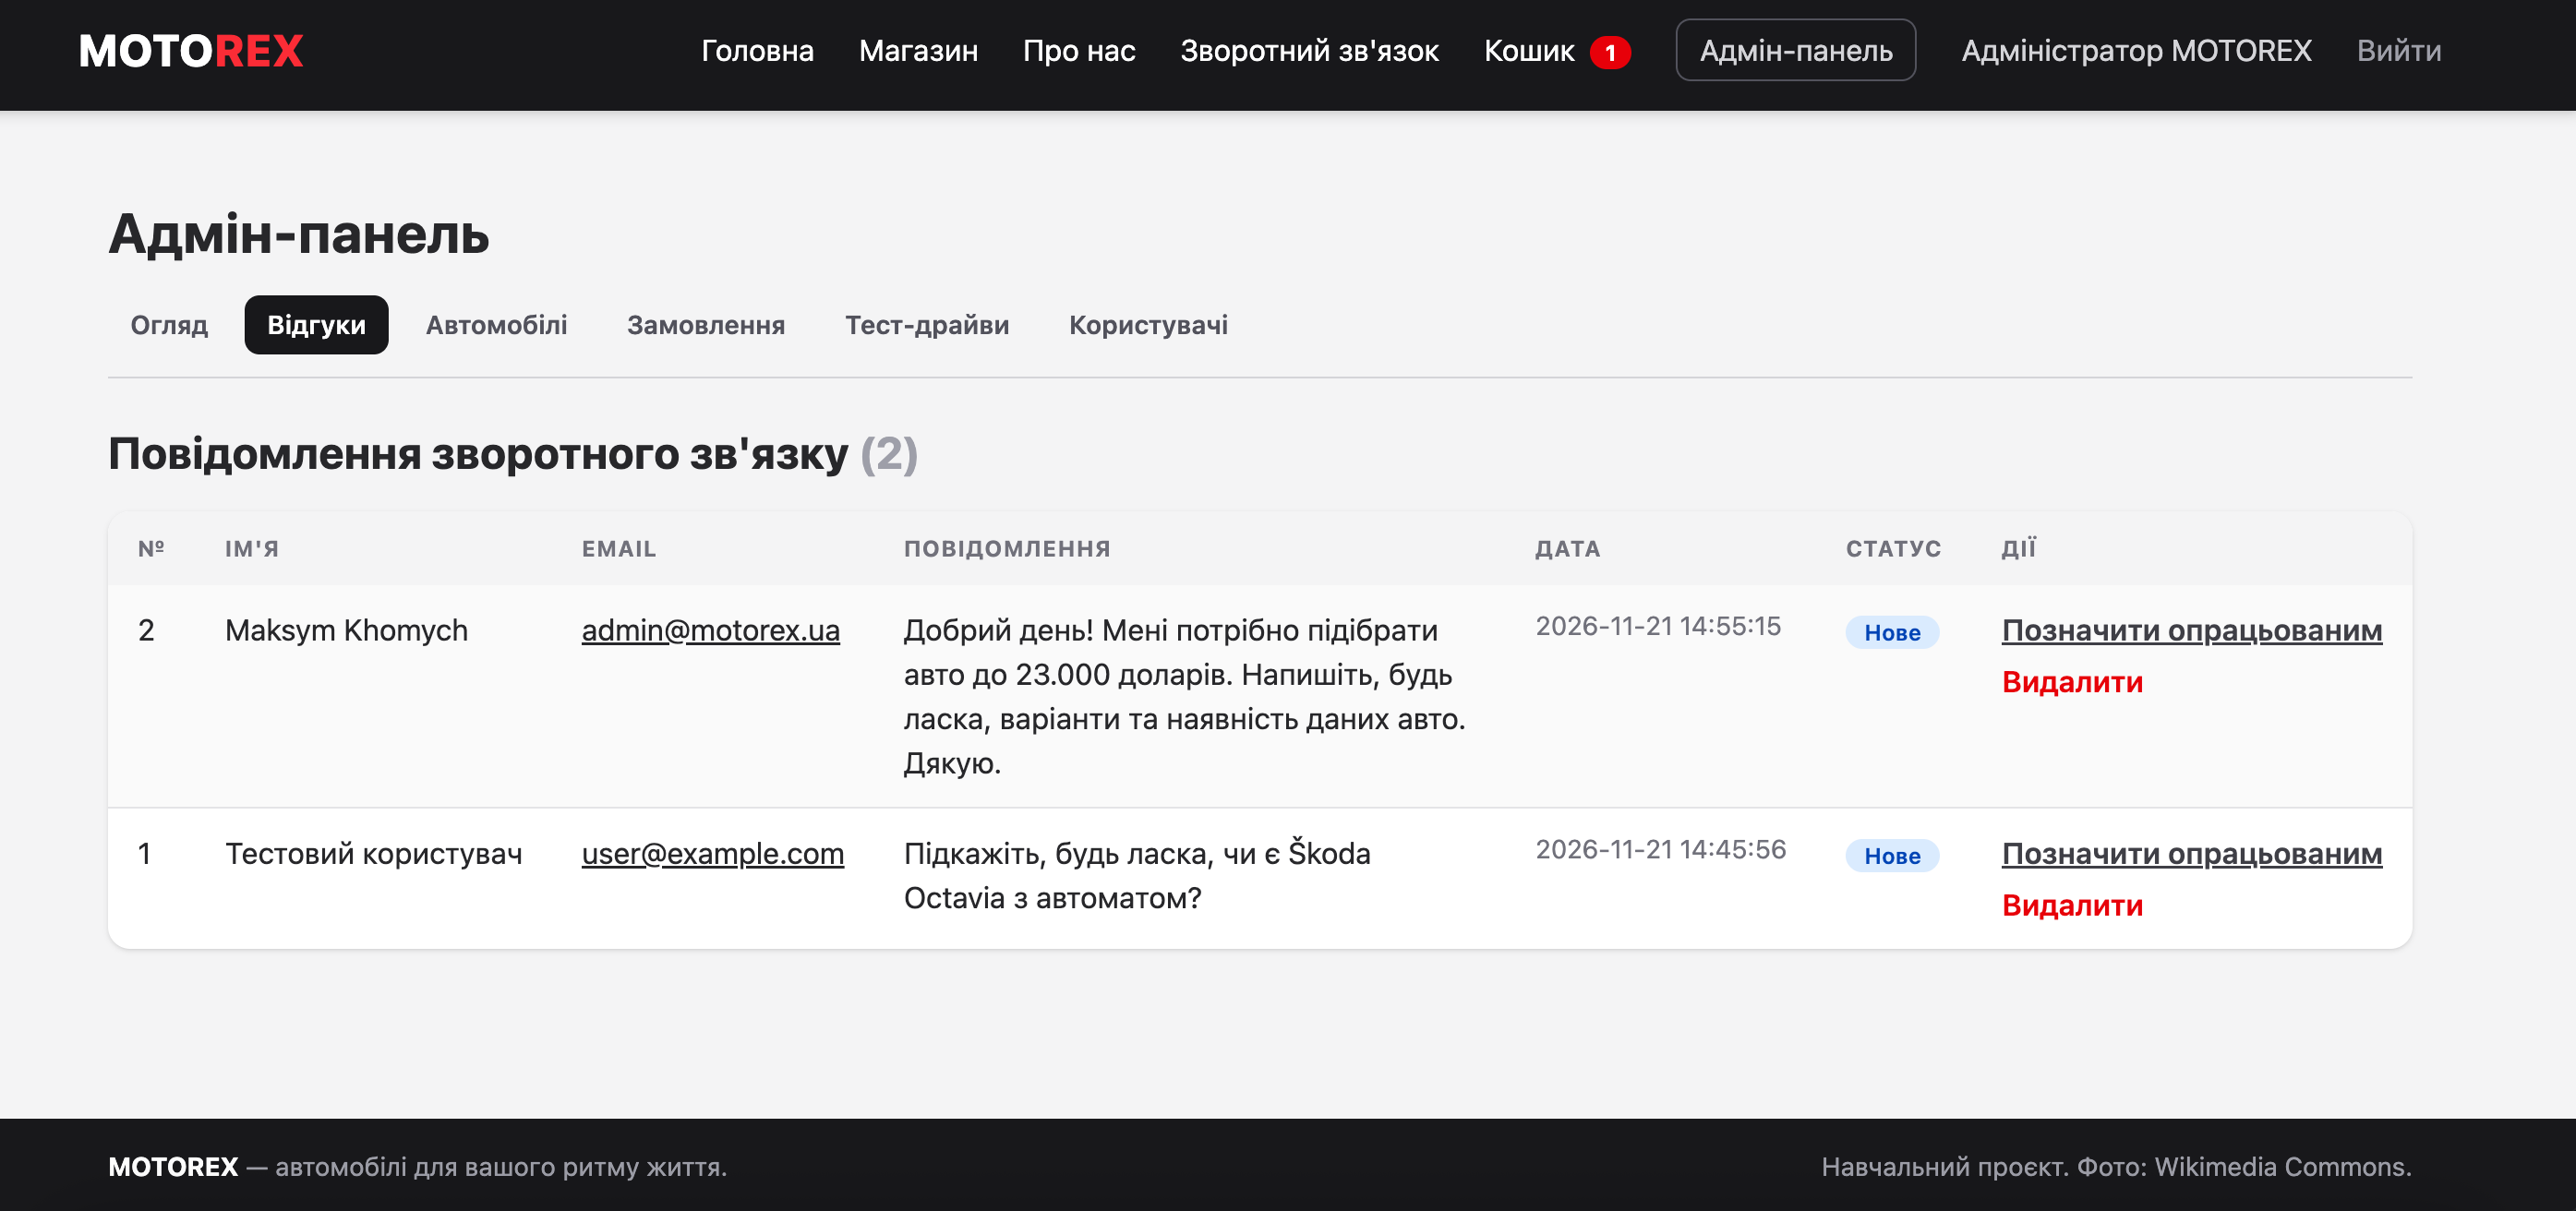 MOTOREX Головна Магазин Про нас Зворотний зв'язок Кошик 1 Адмін-панель Адміністратор MOTOREX Вийти
Адмін-панель
Огляд Відгуки Автомобілі Замовлення Тест-драйви Користувачі
Повідомлення зворотного зв'язку (2)
№ ІМ'Я EMAIL ПОВІДОМЛЕННЯ ДАТА СТАТУС ДІЇ
2 Maksym Khomych admin@motorex.ua Добрий день! Мені потрібно підібрати 2026-11-21 14:55:15 Нове Позначити опрацьованим
авто до 23.000 доларів. Напишіть, будь Видалити
ласка, варіанти та наявність даних авто.
Дякую.
1 Тестовий користувач user@example.com Підкажіть, будь ласка, чи є Škoda 2026-11-21 14:45:56 Нове Позначити опрацьованим
Octavia з автоматом? Видалити
MOTOREX — автомобілі для вашого ритму життя. Навчальний проєкт. Фото: Wikimedia Commons.